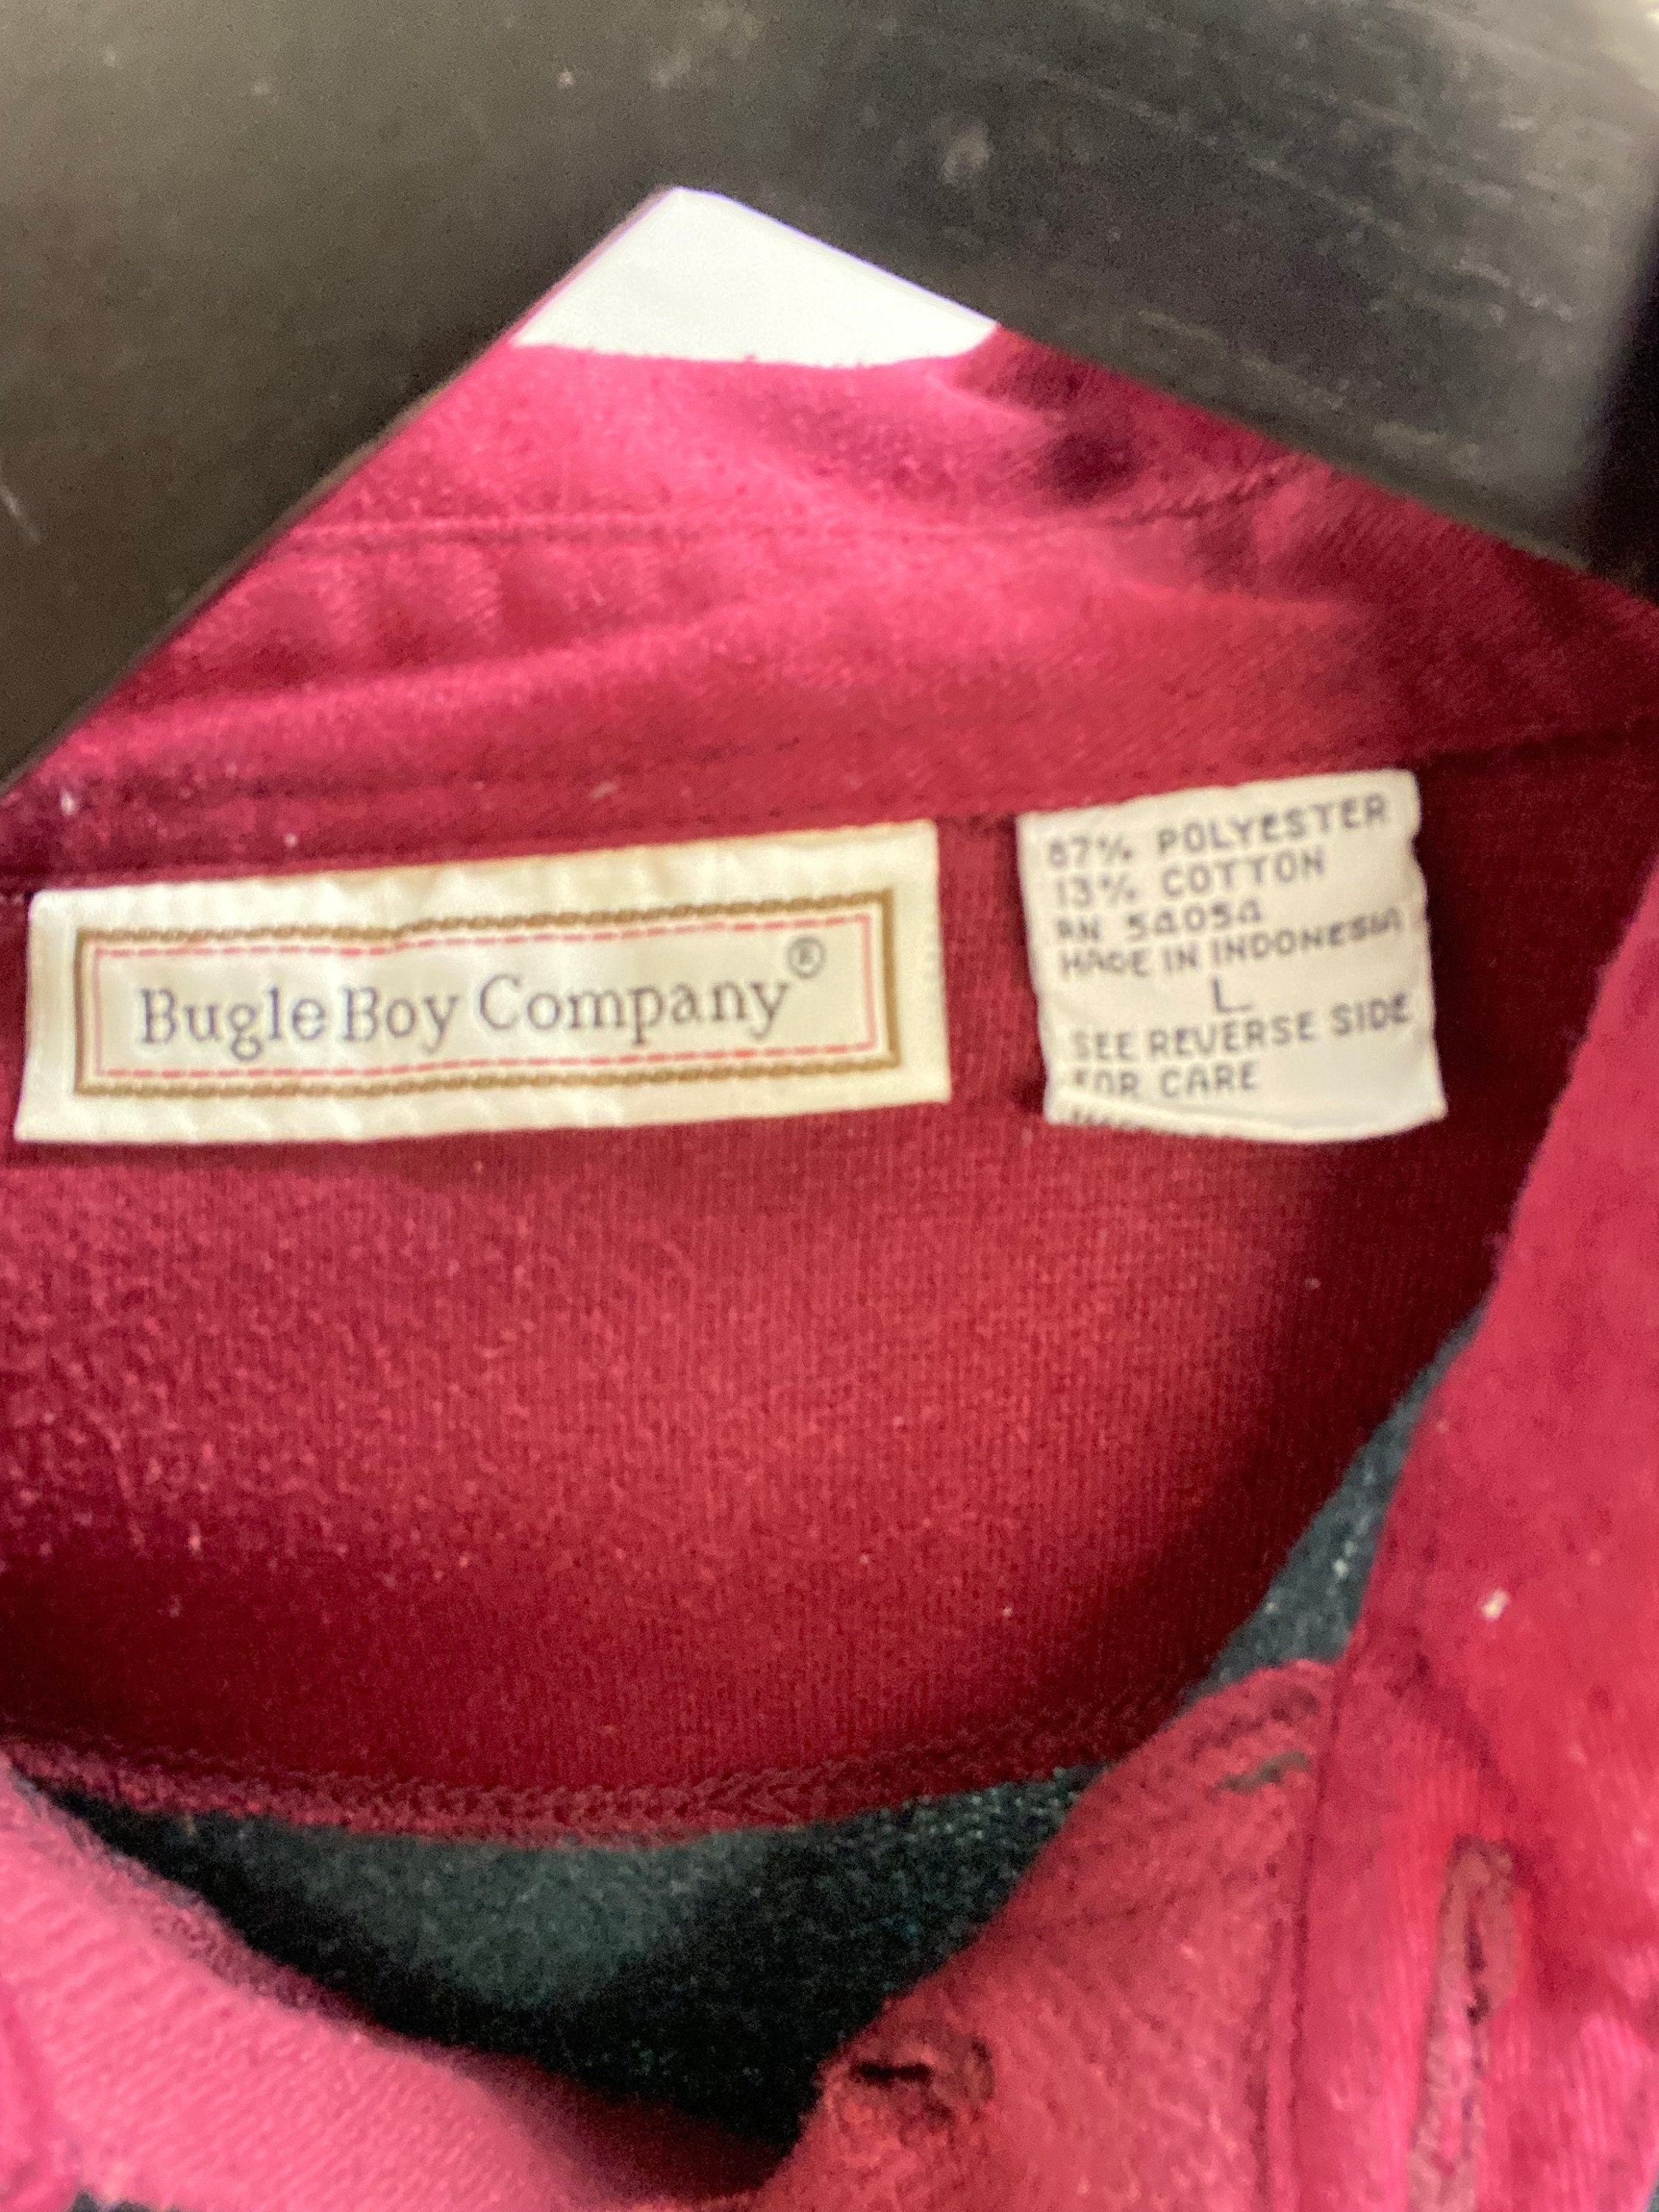 Bugle Boy Company®
87% POLYESTER
13% COTTON
RN 54054
MADE IN INDONESIA
L
SEE REVERSE SIDE
FOR CARE